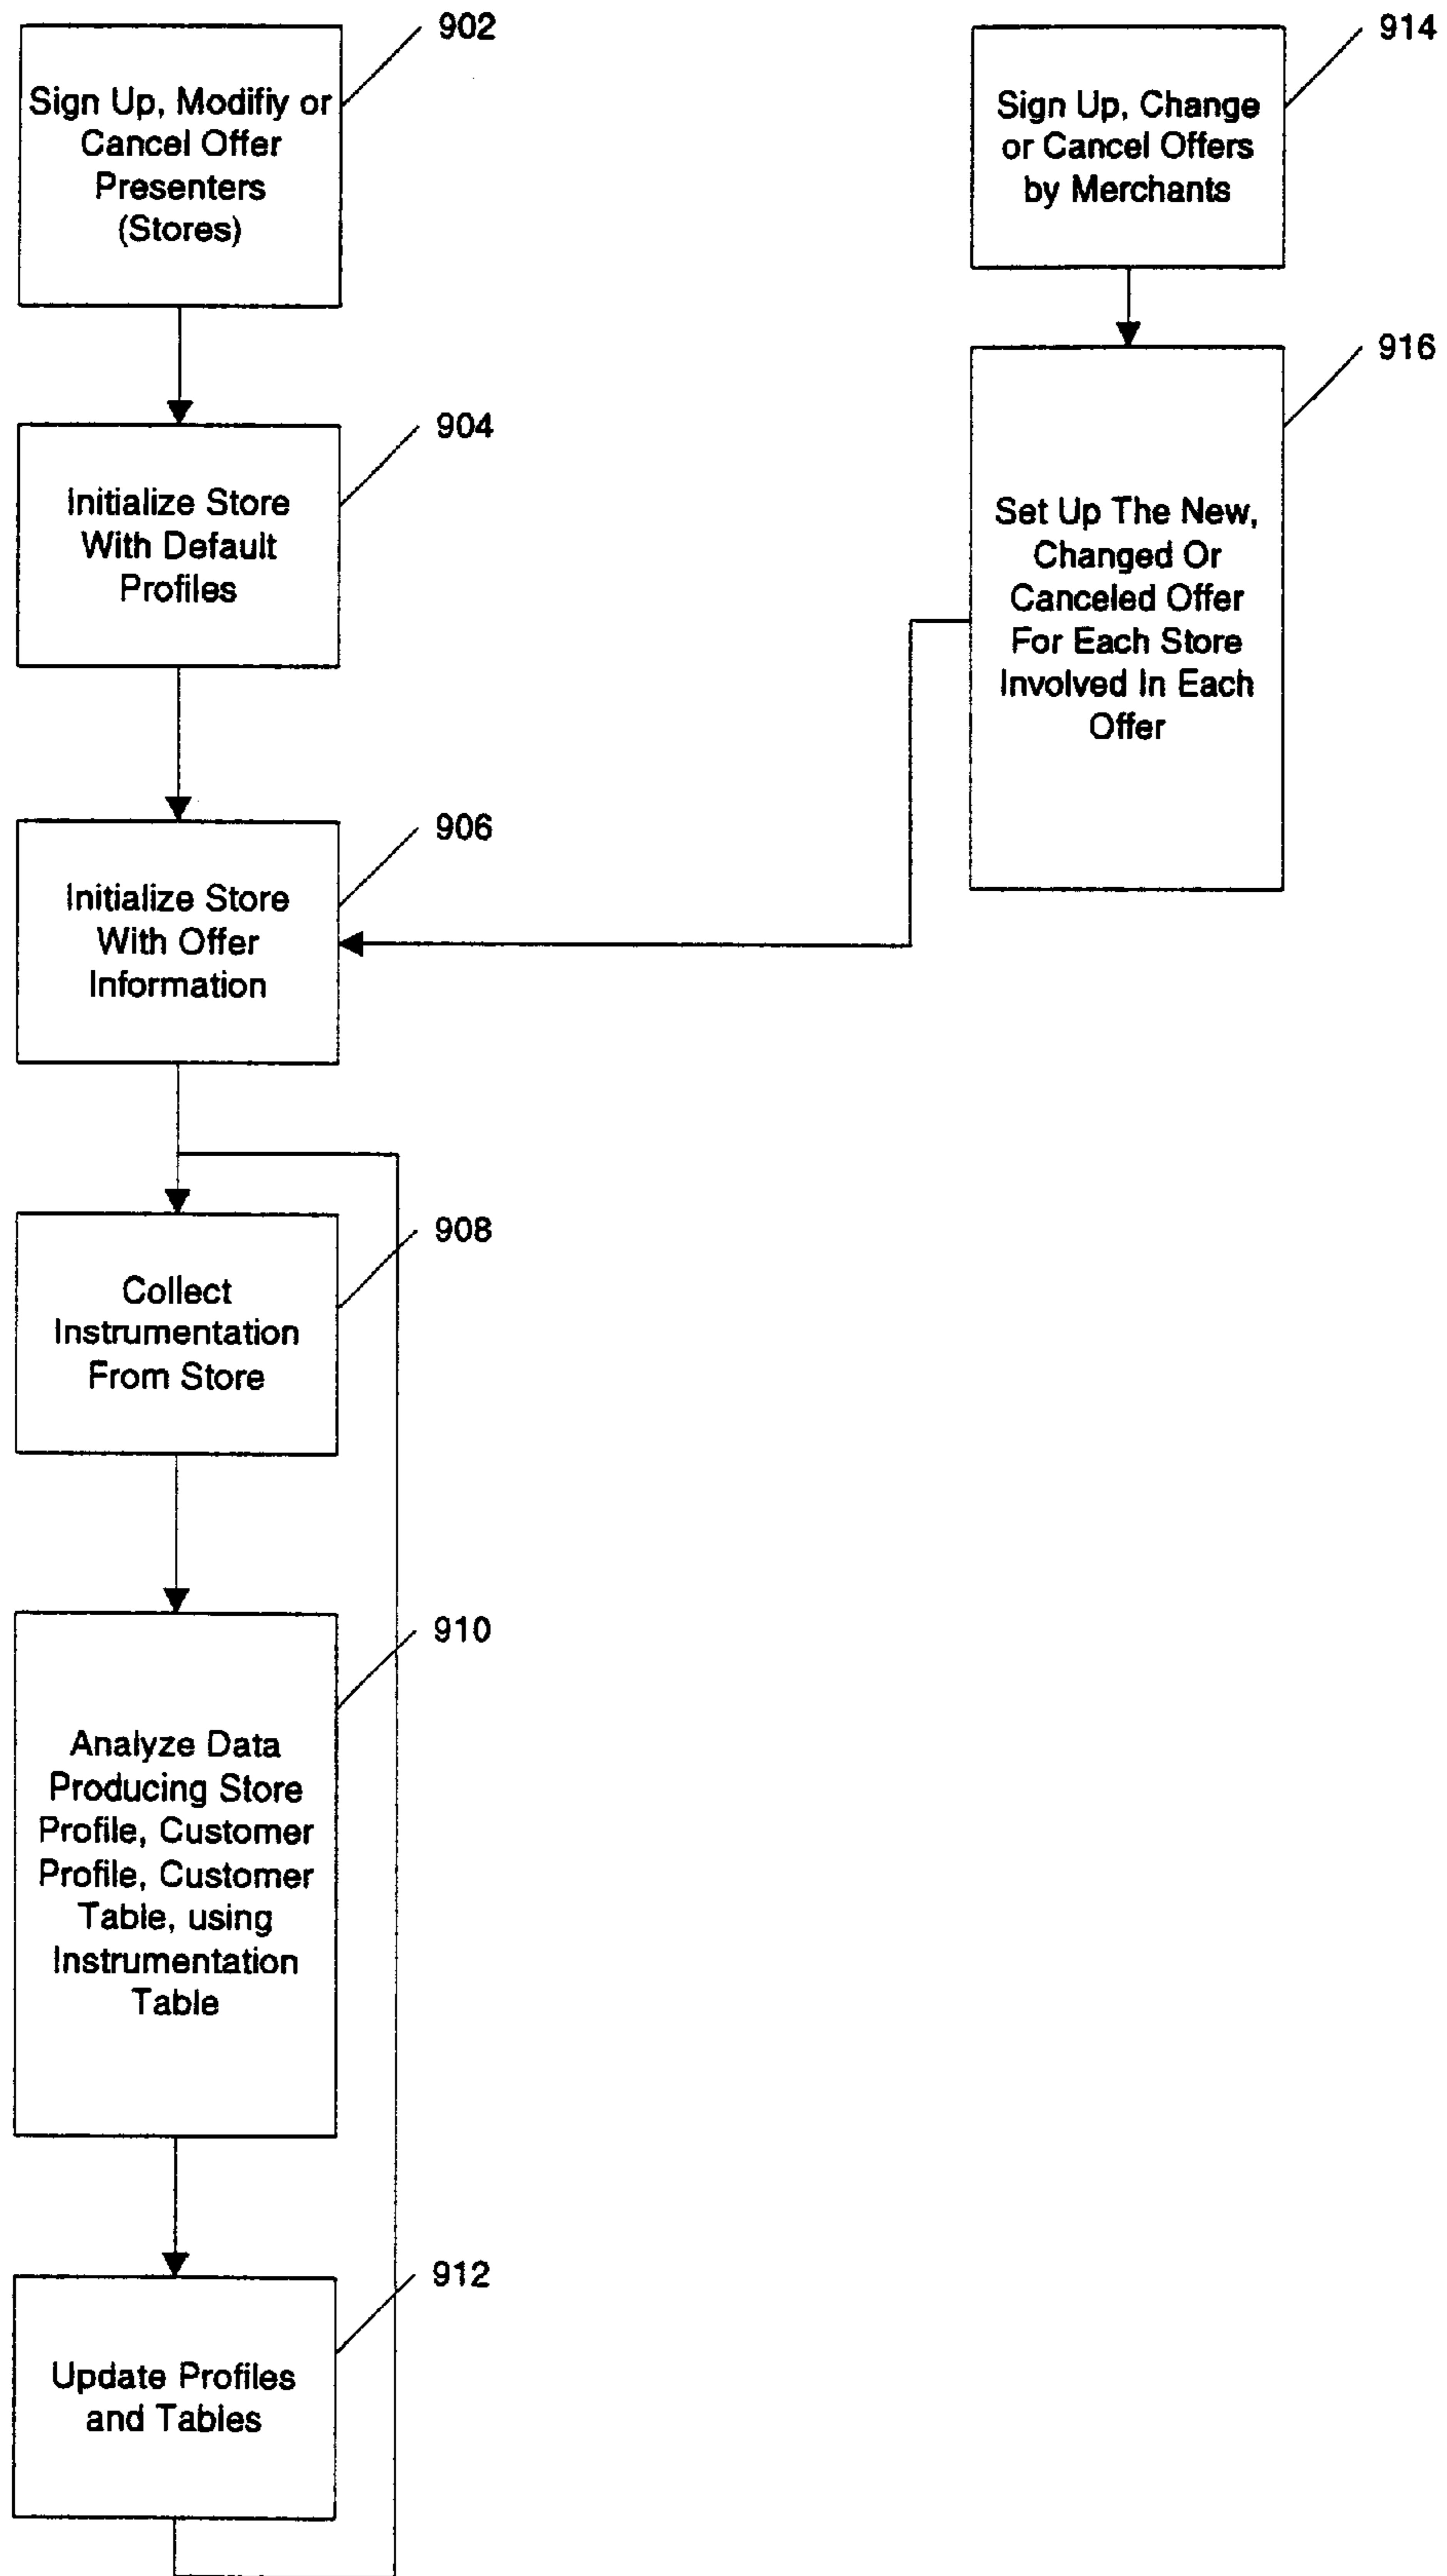 902
Sign Up, Modifiy or
Cancel Offer
Presenters
(Stores)
914
Sign Up, Change
or Cancel Offers
by Merchants
916
Set Up The New,
Changed Or
Canceled Offer
For Each Store
Involved In Each
Offer
904
Initialize Store
With Default
Profiles
906
Initialize Store
With Offer
Information
908
Collect
Instrumentation
From Store
910
Analyze Data
Producing Store
Profile, Customer
Profile, Customer
Table, using
Instrumentation
Table
912
Update Profiles
and Tables